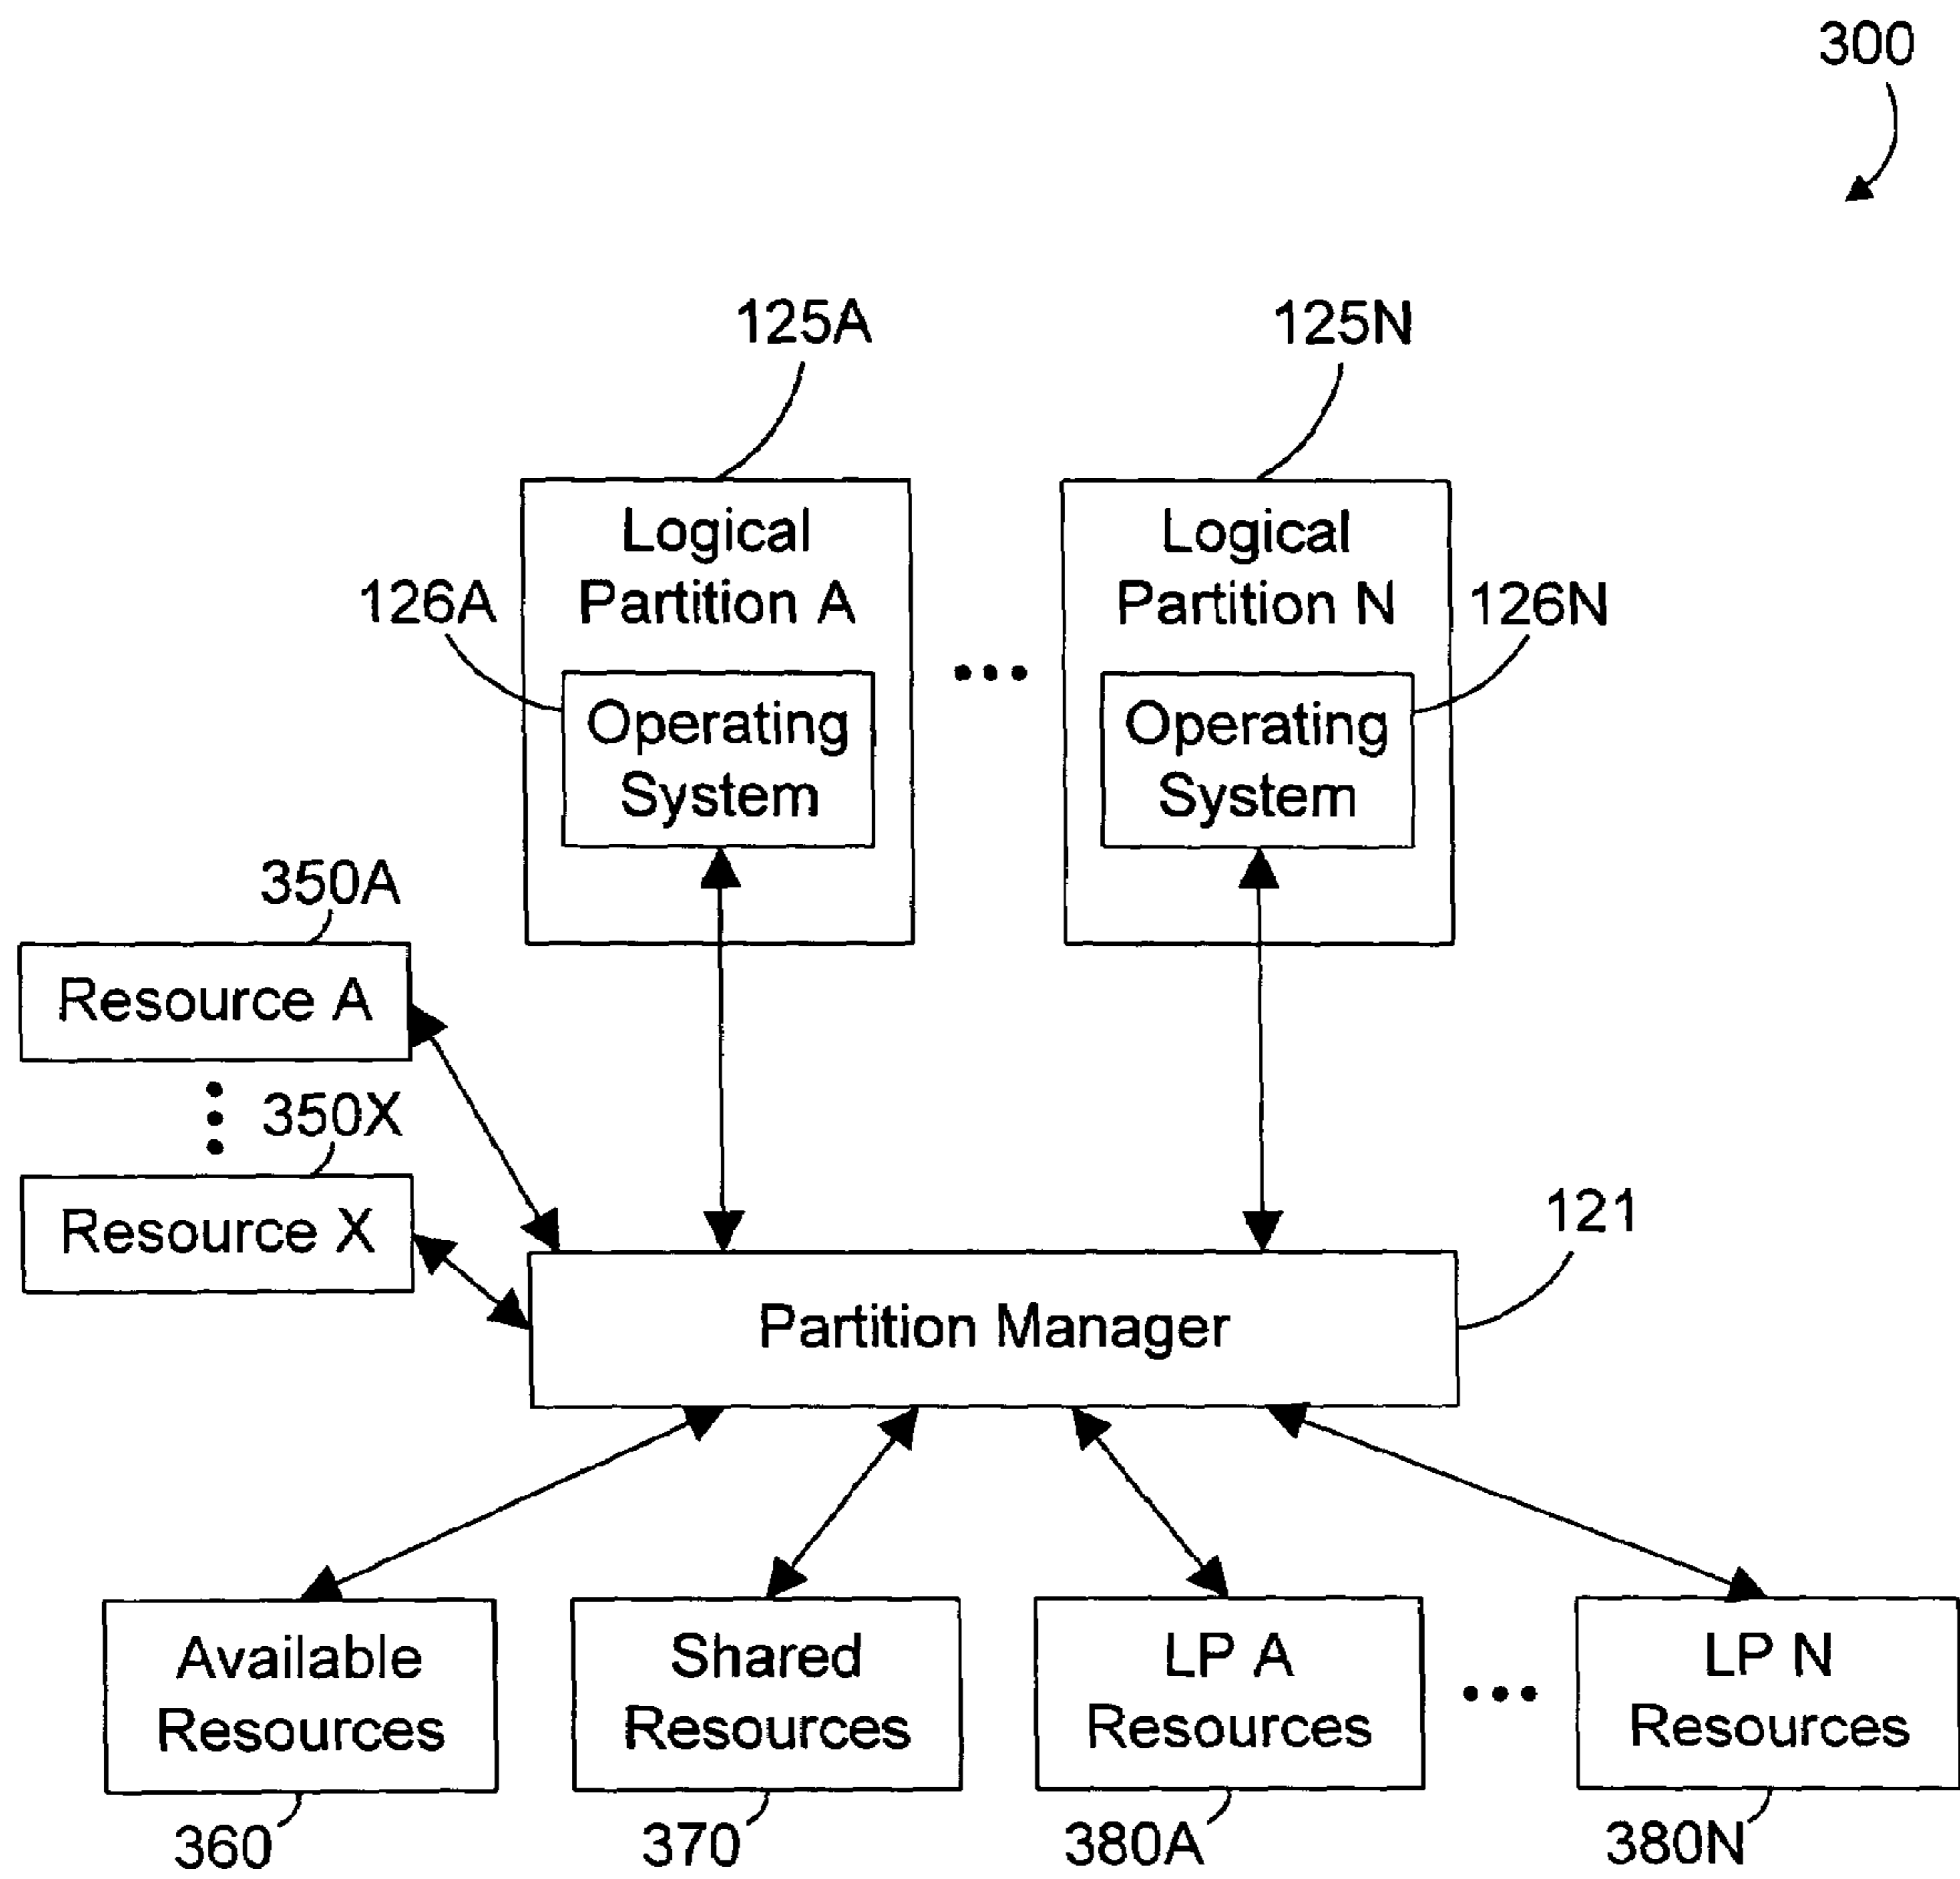 300
125A
125N
Logical
Partition A
Logical
Partition N
126A
126N
Operating
System
Operating
System
•••
350A
Resource A
350X
Resource X
121
Partition Manager
Available
Resources
Shared
Resources
LP A
Resources
•••
LP N
Resources
360
370
380A
380N